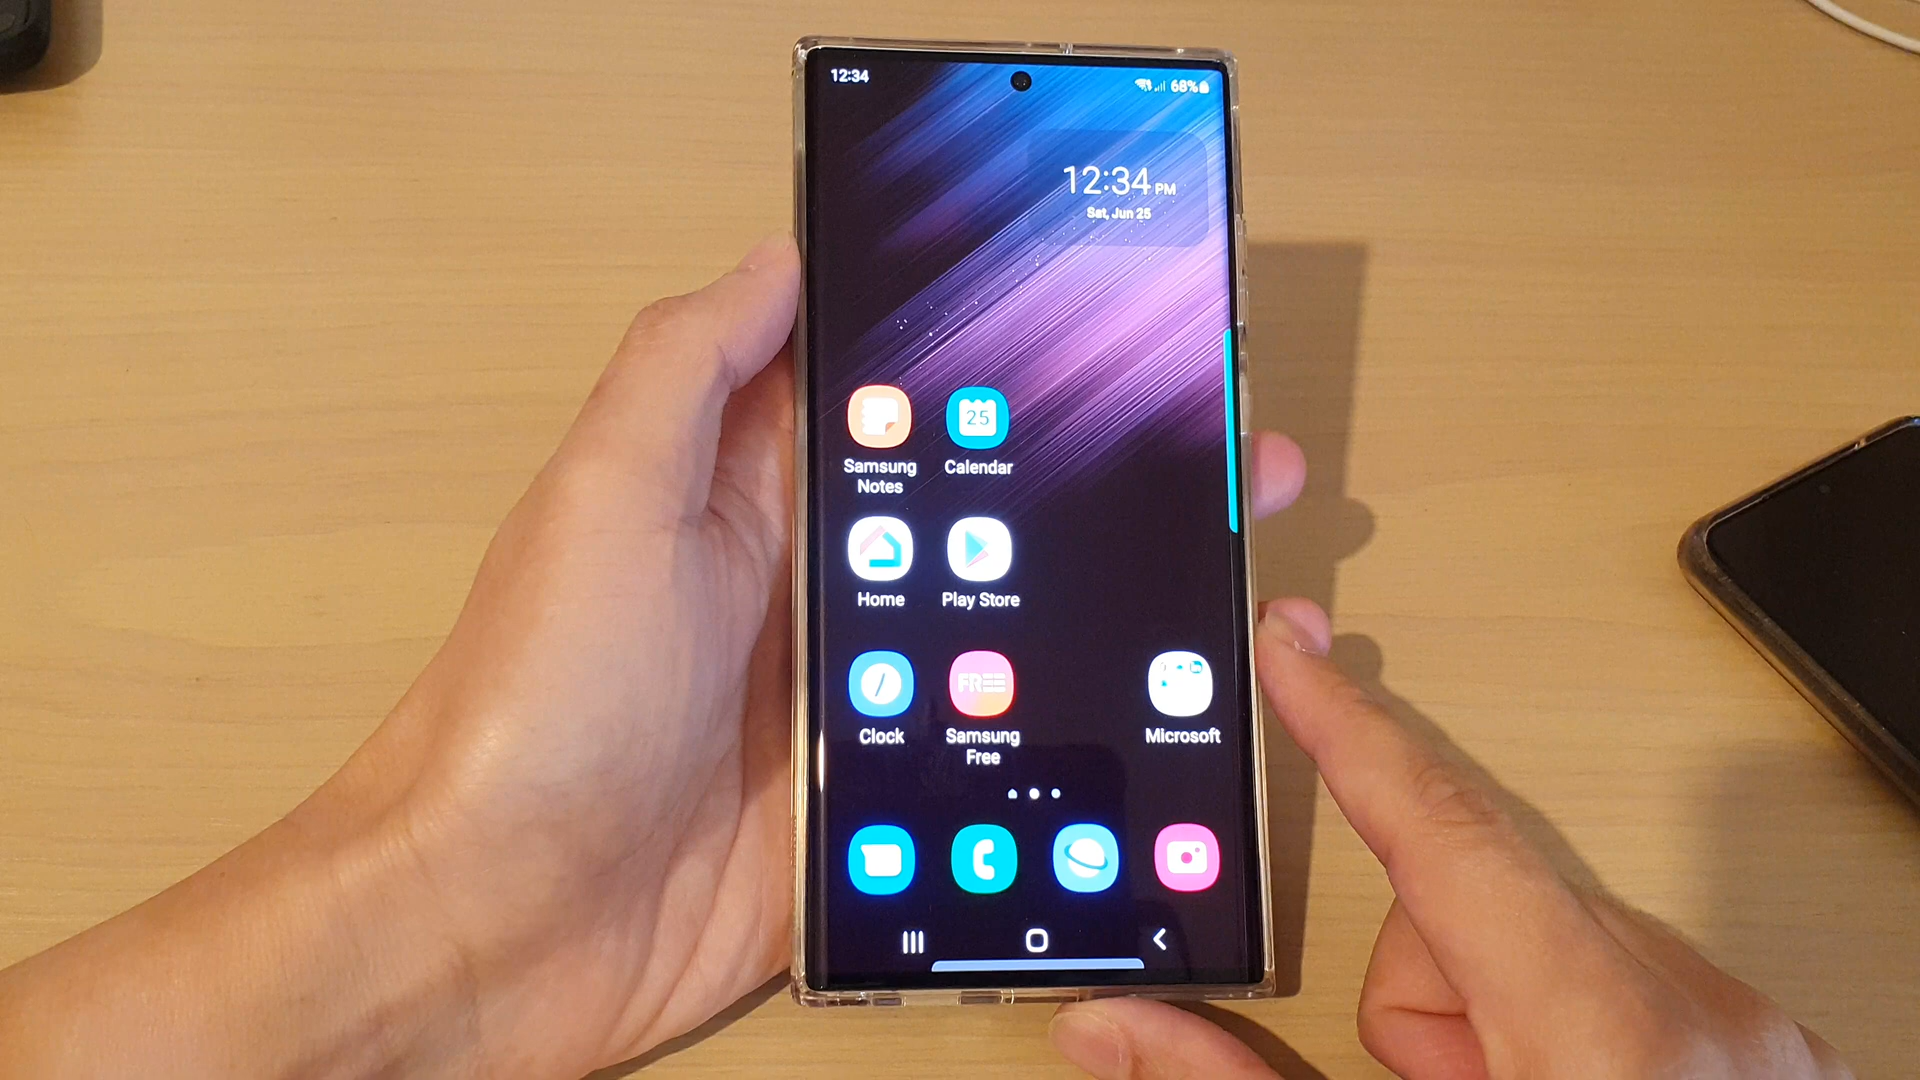 12:34
68%
12:34 PM
Sat, Jun 25
25
Samsung
Notes
Calendar
Home
Play Store
FREE
Clock
Samsung
Free
Microsoft